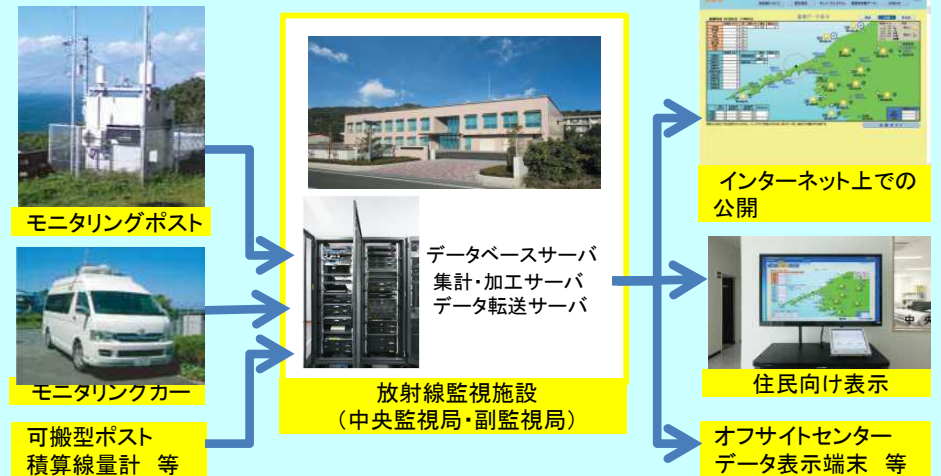 モニタリングポスト
モニタリングカー
可搬型ポスト
積算線量計 等
データベースサーバ
集計・加工サーバ
データ転送サーバ
放射線監視施設
（中央監視局・副監視局）
インターネット上での
公開
中 央
住民向け表示
オフサイトセンター
データ表示端末 等